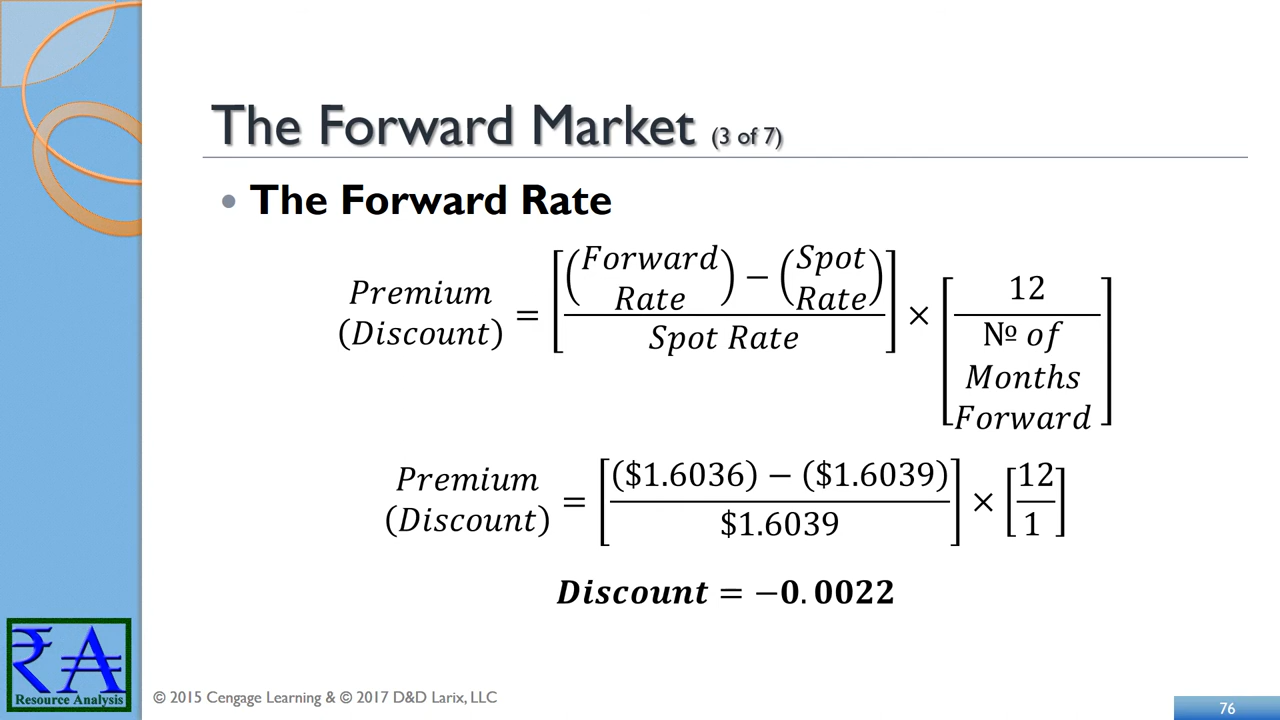 The Forward Market (3 of 7)
• The Forward Rate
Premium (Discount) = [((Forward Rate) − (Spot Rate)) / Spot Rate] × [12 / № of Months Forward]
Premium (Discount) = [(($1.6036) − ($1.6039)) / $1.6039] × [12 / 1]
Discount = −0.0022
₹A
Resource Analysis
© 2015 Cengage Learning & © 2017 D&D Larix, LLC
76